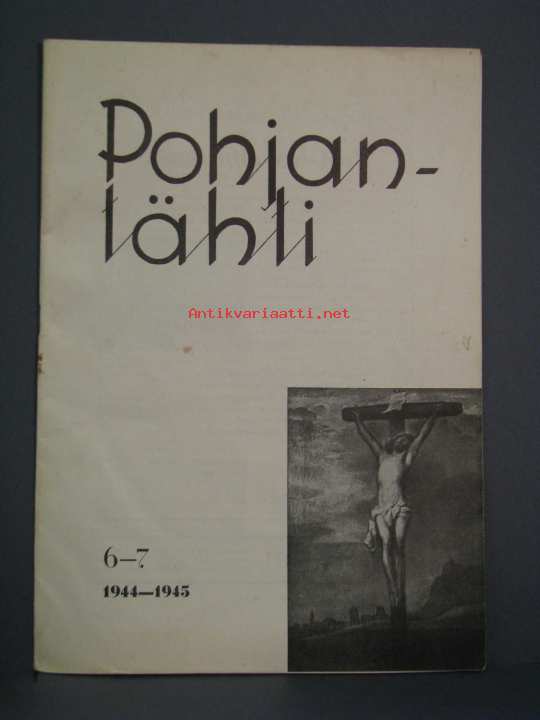 Pohjan-
tähti
Antikvariaatti.net
6–7
1944—1945